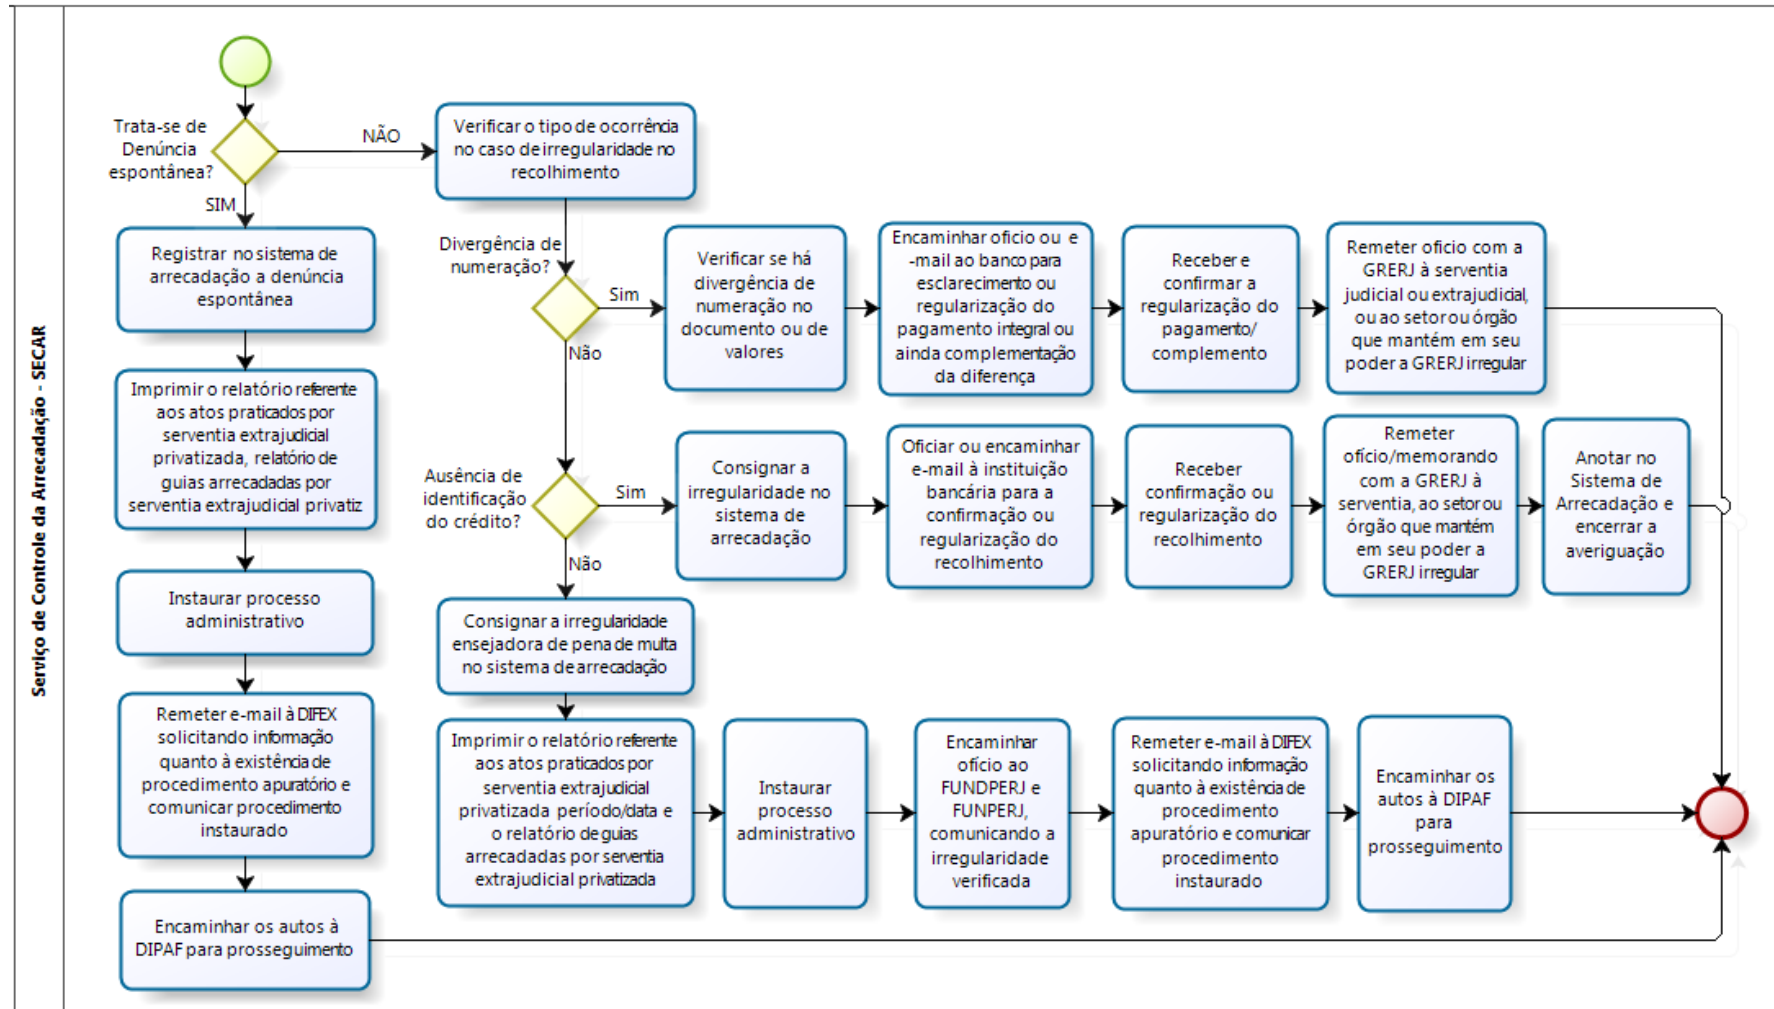 Serviço de Controle da Arrecadação - SECAR
Trata-se de
Denúncia
espontânea?
NÃO
SIM
Verificar o tipo de ocorrência
no caso de irregularidade no
recolhimento
Registrar no sistema de
arrecadação a denúncia
espontânea
Imprimir o relatório referente
aos atos praticados por
serventia extrajudicial
privatizada, relatório de
guias arrecadadas por
serventia extrajudicial privatiz
Instaurar processo
administrativo
Remeter e-mail à DIFEX
solicitando informação
quanto à existência de
procedimento apuratório e
comunicar procedimento
instaurado
Encaminhar os autos à
DIPAF para prosseguimento
Divergência de
numeração?
Sim
Não
Verificar se há
divergência de
numeração no
documento ou de
valores
Encaminhar oficio ou e
-mail ao banco para
esclarecimento ou
regularização do
pagamento integral ou
ainda complementação
da diferença
Receber e
confirmar a
regularização do
pagamento/
complemento
Remeter oficio com a
GRERJ à serventia
judicial ou extrajudicial,
ou ao setor ou órgão
que mantém em seu
poder a GRERJ irregular
Ausência de
identificação
do crédito?
Sim
Não
Consignar a
irregularidade no
sistema de
arrecadação
Oficiar ou encaminhar
e-mail à instituição
bancária para a
confirmação ou
regularização do
recolhimento
Receber
confirmação ou
regularização do
recolhimento
Remeter
ofício/memorando
com a GRERJ à
serventia, ao setor ou
órgão que mantém
em seu poder a
GRERJ irregular
Anotar no
Sistema de
Arrecadação e
encerrar a
averiguação
Consignar a irregularidade
ensejadora de pena de multa
no sistema de arrecadação
Imprimir o relatório referente
aos atos praticados por
serventia extrajudicial
privatizada período/data e
o relatório de guias
arrecadadas por serventia
extrajudicial privatizada
Instaurar
processo
administrativo
Encaminhar
ofício ao
FUNDPERJ e
FUNPERJ,
comunicando a
irregularidade
verificada
Remeter e-mail à DIFEX
solicitando informação
quanto à existência de
procedimento
apuratório e comunicar
procedimento
instaurado
Encaminhar os
autos à DIPAF
para
prosseguimento